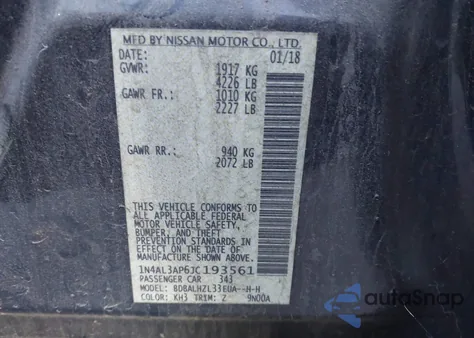 MFD BY NISSAN MOTOR CO., LTD.
DATE: 01/18
GVWR: 1917 KG
4226 LB
GAWR FR.: 1010 KG
2227 LB
GAWR RR.: 940 KG
2072 LB
THIS VEHICLE CONFORMS TO
ALL APPLICABLE FEDERAL
MOTOR VEHICLE SAFETY,
BUMPER, AND THEFT
PREVENTION STANDARDS
IN EFFECT ON THE DATE OF
MANUFACTURE SHOWN ABOVE.
1N4AL3AP6JC193561
PASSENGER CAR 343
MODEL: BDBALHZL33EUA--H-H
COLOR: KH3 TRIM: Z 9N00A
autoSnap